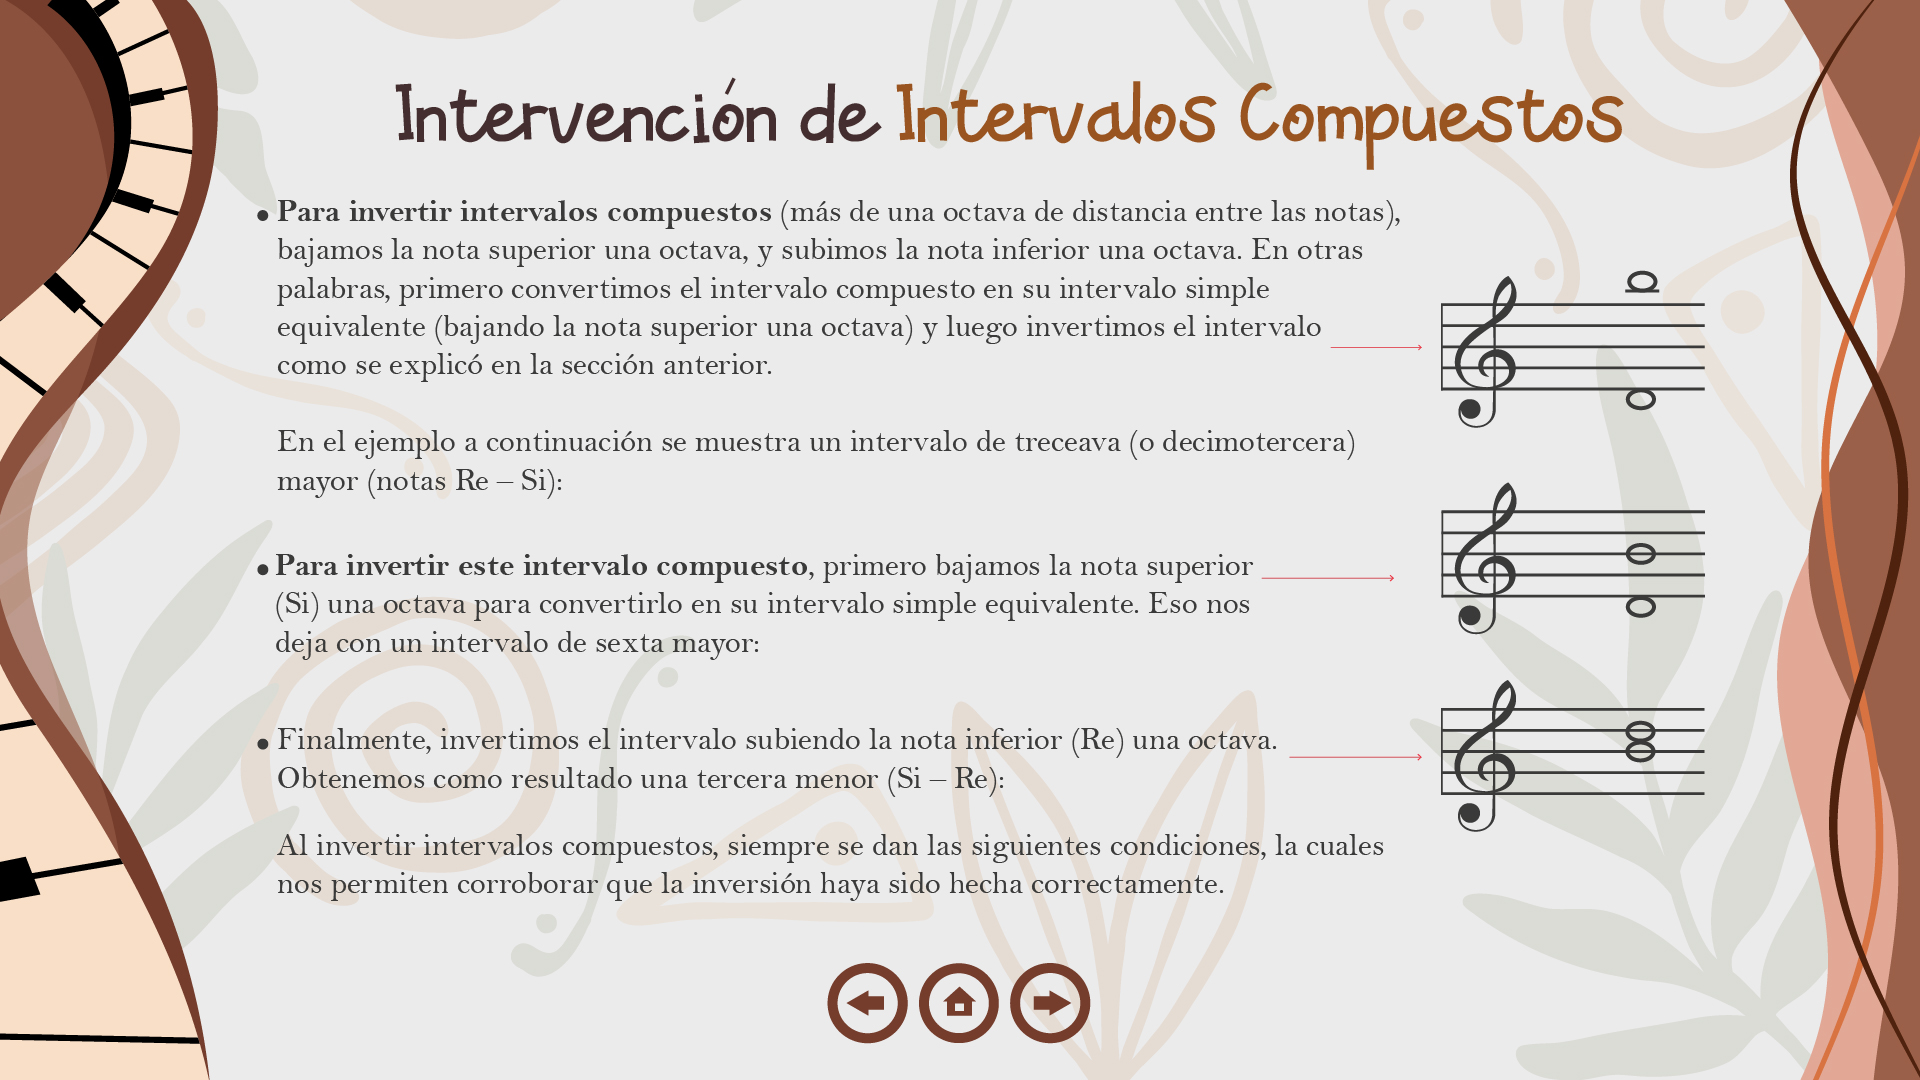 Intervención de Intervalos Compuestos
• Para invertir intervalos compuestos (más de una octava de distancia entre las notas),
bajamos la nota superior una octava, y subimos la nota inferior una octava. En otras
palabras, primero convertimos el intervalo compuesto en su intervalo simple
equivalente (bajando la nota superior una octava) y luego invertimos el intervalo
como se explicó en la sección anterior.
En el ejemplo a continuación se muestra un intervalo de treceava (o decimotercera)
mayor (notas Re – Si):
• Para invertir este intervalo compuesto, primero bajamos la nota superior
(Si) una octava para convertirlo en su intervalo simple equivalente. Eso nos
deja con un intervalo de sexta mayor:
• Finalmente, invertimos el intervalo subiendo la nota inferior (Re) una octava.
Obtenemos como resultado una tercera menor (Si – Re):
Al invertir intervalos compuestos, siempre se dan las siguientes condiciones, la cuales
nos permiten corroborar que la inversión haya sido hecha correctamente.